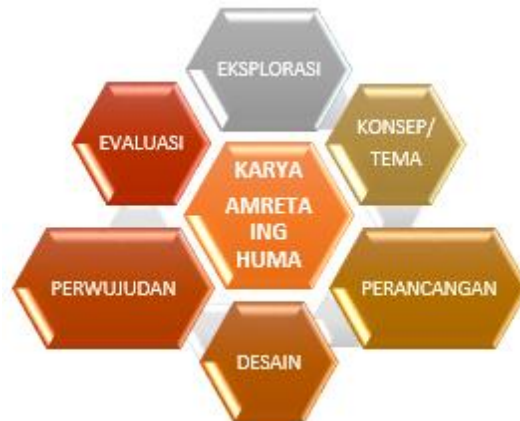 EKSPLORASI
KONSEP/
TEMA
PERANCANGAN
DESAIN
PERWUJUDAN
EVALUASI
KARYA
AMRETA
ING
HUMA